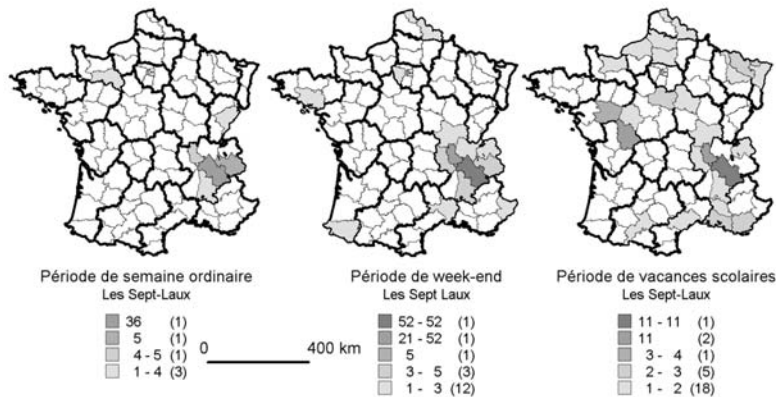 Période de semaine ordinaire
Les Sept-Laux
36 (1)
5 (1)
4 - 5 (1)
1 - 4 (3)
0 400 km
Période de week-end
Les Sept Laux
52 - 52 (1)
21 - 52 (1)
5 (1)
3 - 5 (3)
1 - 3 (12)
Période de vacances scolaires
Les Sept-Laux
11 - 11 (1)
11 (2)
3 - 4 (1)
2 - 3 (5)
1 - 2 (18)